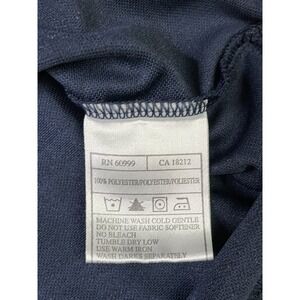 RN 60999 CA 18212
100% POLYESTER/POLYESTER/POLIESTER
MACHINE WASH COLD GENTLE
DO NOT USE FABRIC SOFTENER
NO BLEACH
TUMBLE DRY LOW
USE WARM IRON
WASH DARKS SEPARATELY